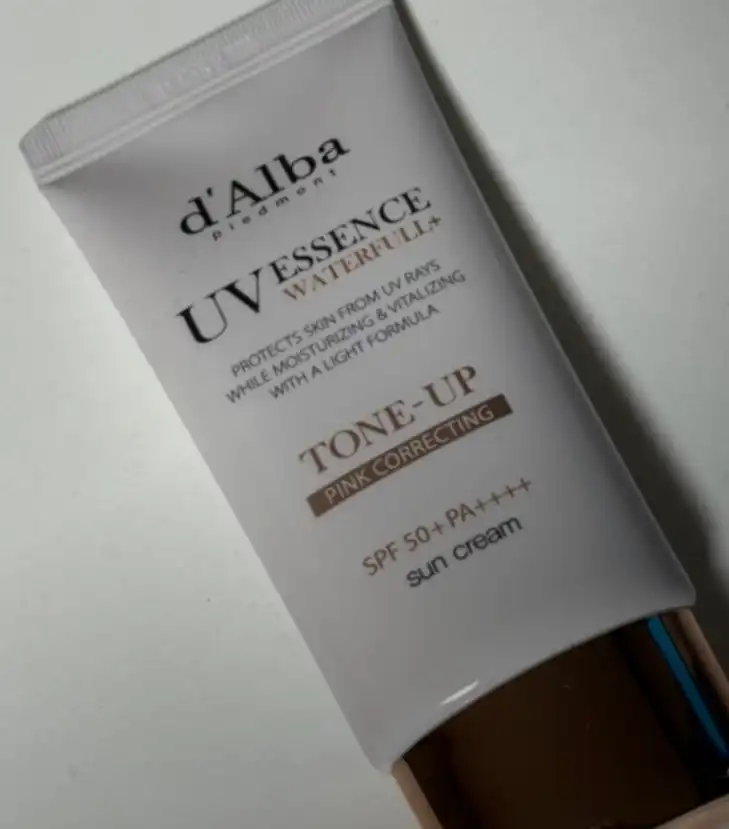 d'Alba
piedmont
UV ESSENCE
WATERFULL+
PROTECTS SKIN FROM UV RAYS
WHILE MOISTURIZING & VITALIZING
WITH A LIGHT FORMULA
TONE-UP
PINK CORRECTING
SPF 50+ PA++++
sun cream